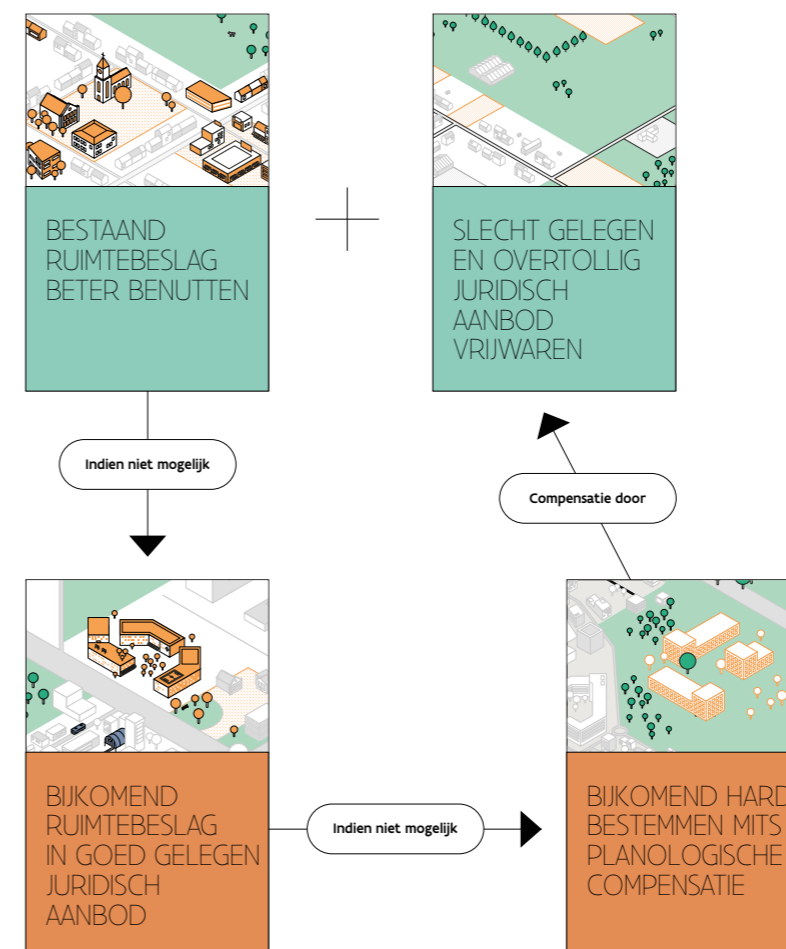 BESTAAND
RUIMTEBESLAG
BETER BENUTTEN
SLECHT GELEGEN
EN OVERTOLLIG
JURIDISCH
AANBOD
VRIJWAREN
Indien niet mogelijk
Compensatie door
BIJKOMEND
RUIMTEBESLAG
IN GOED GELEGEN
JURIDISCH
AANBOD
Indien niet mogelijk
BIJKOMEND HARD
BESTEMMEN MITS
PLANOLOGISCHE
COMPENSATIE